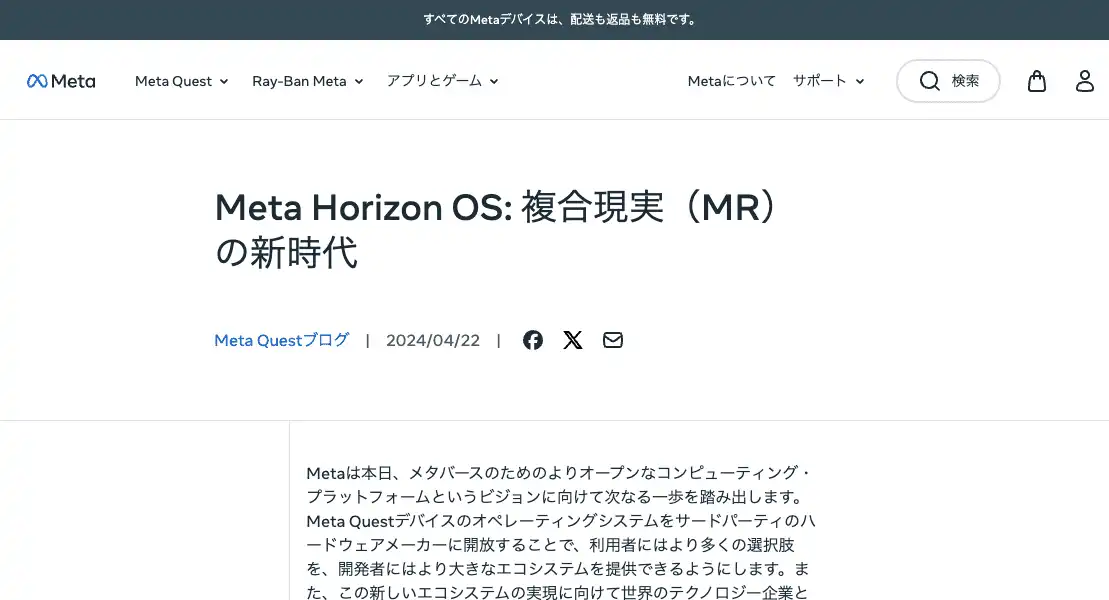 すべてのMetaデバイスは、配送も返品も無料です。
Meta
Meta Quest
Ray-Ban Meta
アプリとゲーム
Metaについて
サポート
検索
Meta Horizon OS: 複合現実（MR）
の新時代
Meta Questブログ | 2024/04/22 |
Metaは本日、メタバースのためのよりオープンなコンピューティング・
プラットフォームというビジョンに向けて次なる一歩を踏み出します。
Meta Questデバイスのオペレーティングシステムをサードパーティのハ
ードウェアメーカーに開放することで、利用者にはより多くの選択肢
を、開発者にはより大きなエコシステムを提供できるようにします。ま
た、この新しいエコシステムの実現に向けて世界のテクノロジー企業と